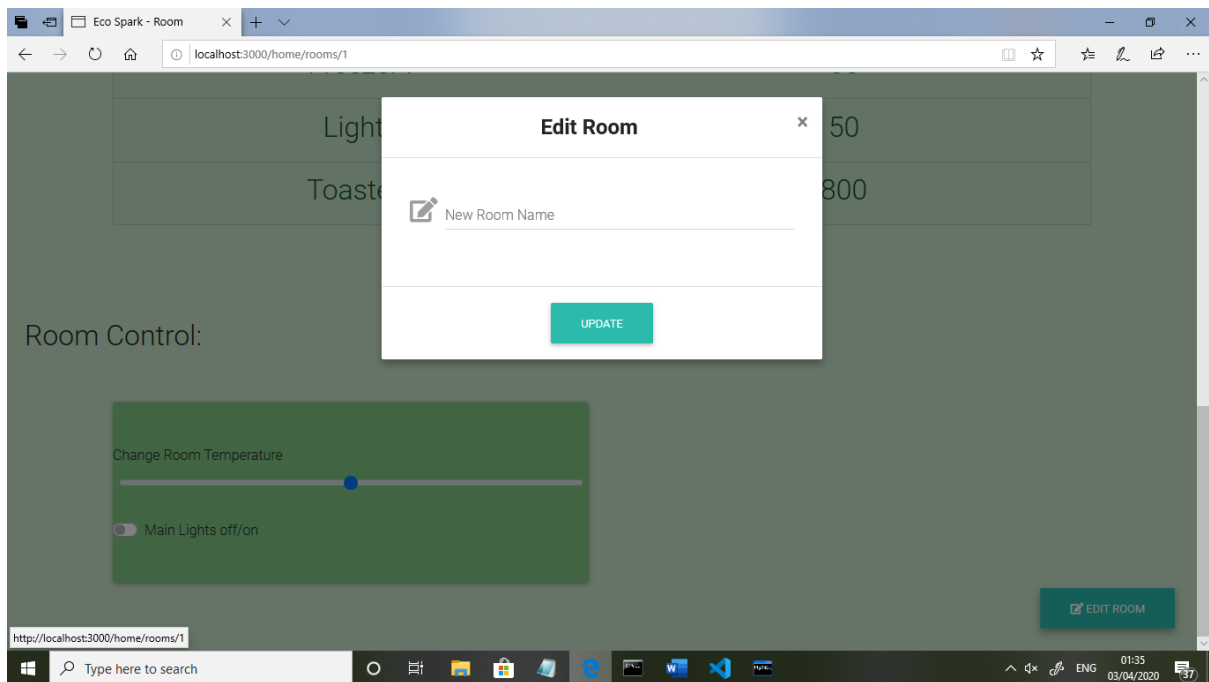 Eco Spark - Room
localhost:3000/home/rooms/1
Light
50
Toaste
800
Edit Room
×
New Room Name
UPDATE
Room Control:
Change Room Temperature
Main Lights off/on
EDIT ROOM
http://localhost:3000/home/rooms/1
Type here to search
ENG
01:35
03/04/2020
37